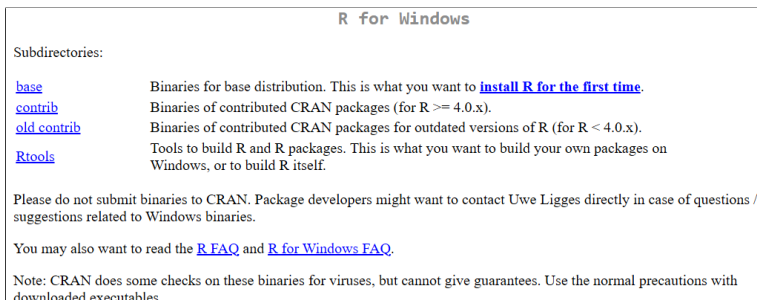 R for Windows
Subdirectories:
base Binaries for base distribution. This is what you want to install R for the first time.
contrib Binaries of contributed CRAN packages (for R >= 4.0.x).
old contrib Binaries of contributed CRAN packages for outdated versions of R (for R < 4.0.x).
Rtools Tools to build R and R packages. This is what you want to build your own packages on
Windows, or to build R itself.
Please do not submit binaries to CRAN. Package developers might want to contact Uwe Ligges directly in case of questions /
suggestions related to Windows binaries.
You may also want to read the R FAQ and R for Windows FAQ.
Note: CRAN does some checks on these binaries for viruses, but cannot give guarantees. Use the normal precautions with
downloaded executables.